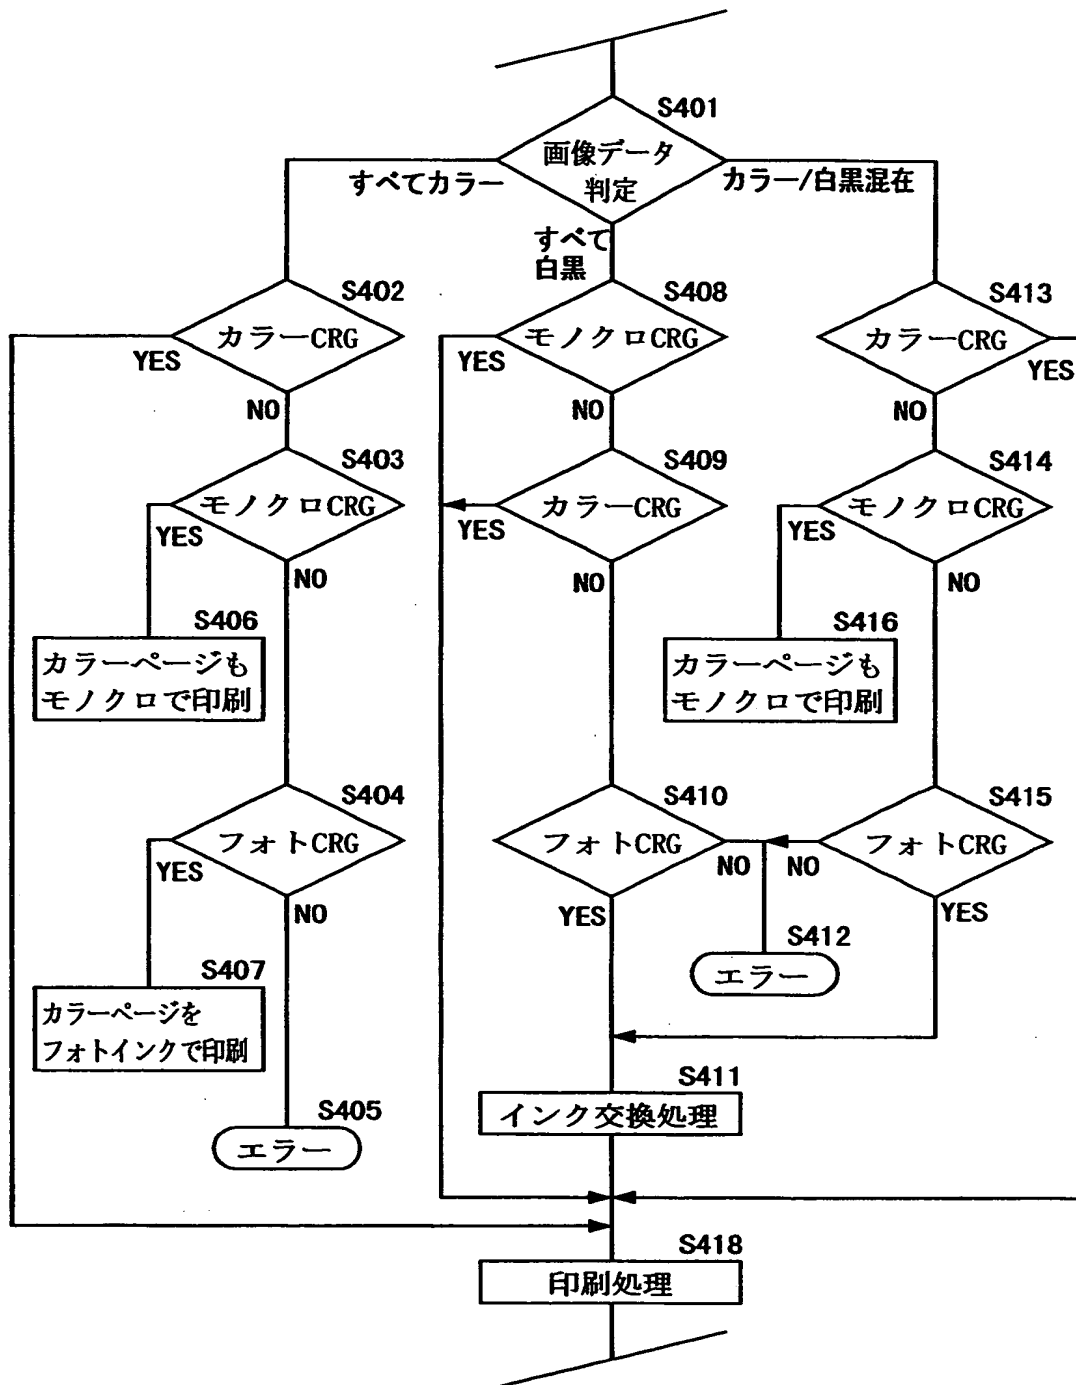 S401
画像データ
判定
すべてカラー
カラー/白黒混在
すべて
白黒
S402
カラーCRG
YES
NO
S408
モノクロCRG
YES
NO
S413
カラーCRG
YES
NO
S403
モノクロCRG
YES
NO
S409
カラーCRG
YES
NO
S414
モノクロCRG
YES
NO
S406
カラーページも
モノクロで印刷
S416
カラーページも
モノクロで印刷
S404
フォトCRG
YES
NO
S410
フォトCRG
NO
YES
S415
フォトCRG
NO
YES
S412
エラー
S407
カラーページを
フォトインクで印刷
S411
インク交換処理
S405
エラー
S418
印刷処理